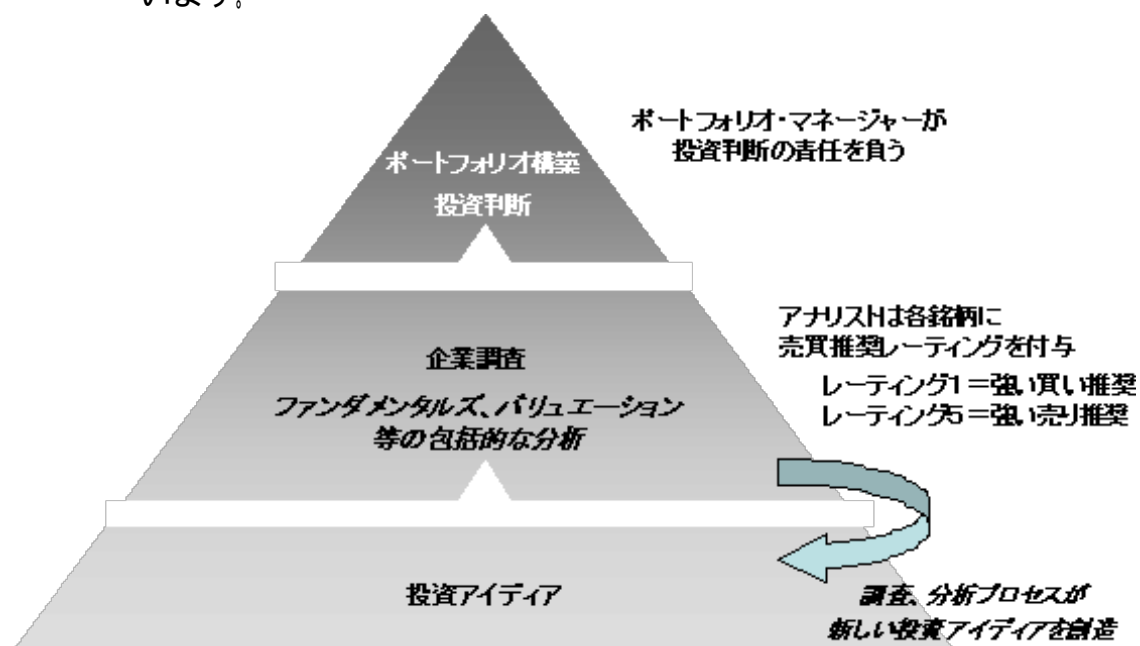 います。
ポートフォリオ・マネージャーが
投資判断の責任を負う
ポートフォリオ構築
投資判断
アナリストは各銘柄に
売買推奨レーティングを付与
レーティング1=強い買い推奨
レーティング5=強い売り推奨
企業調査
ファンダメンタルズ、バリュエーション
等の包括的な分析
投資アイディア
調査、分析プロセスが
新しい投資アイディアを創造